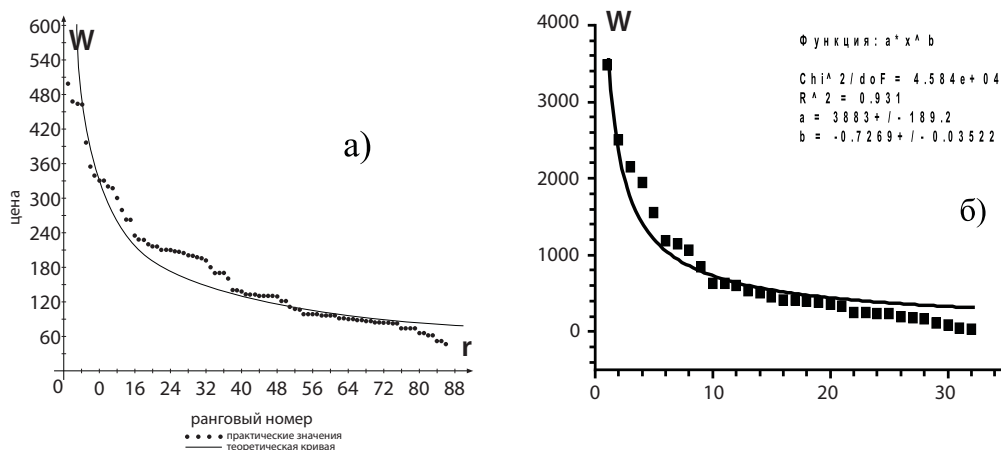 600
W
540
480
420
360
300
240
180
120
60
цена
а)
r
0 0 16 24 32 40 48 56 64 72 80 88
ранговый номер
практические значения
теоретическая кривая
4000
W
3000
2000
1000
0
0 10 20 30
Функция: a* x^ b
Chi^ 2/doF = 4.584e+04
R^ 2 = 0.931
a = 3883+/-189.2
b = -0.7269+/-0.03522
б)